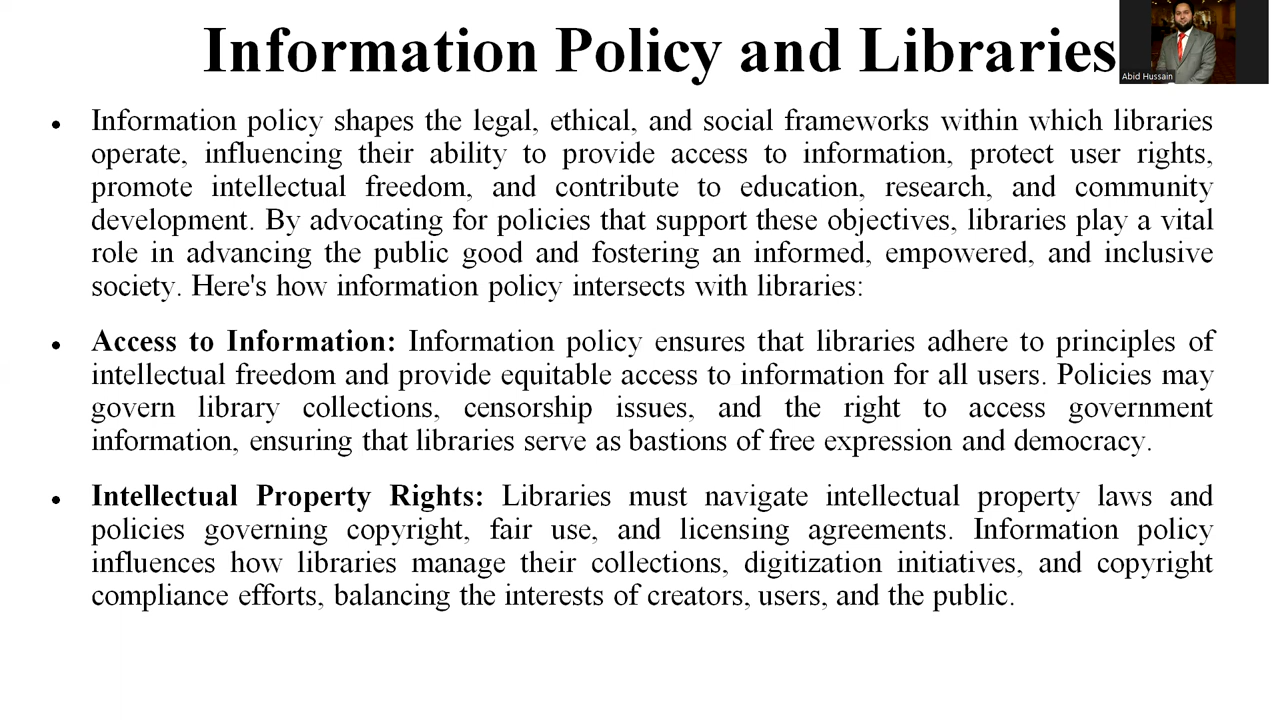 Information Policy and Libraries
Abid Hussain
• Information policy shapes the legal, ethical, and social frameworks within which libraries
operate, influencing their ability to provide access to information, protect user rights,
promote intellectual freedom, and contribute to education, research, and community
development. By advocating for policies that support these objectives, libraries play a vital
role in advancing the public good and fostering an informed, empowered, and inclusive
society. Here's how information policy intersects with libraries:
• Access to Information: Information policy ensures that libraries adhere to principles of
intellectual freedom and provide equitable access to information for all users. Policies may
govern library collections, censorship issues, and the right to access government
information, ensuring that libraries serve as bastions of free expression and democracy.
• Intellectual Property Rights: Libraries must navigate intellectual property laws and
policies governing copyright, fair use, and licensing agreements. Information policy
influences how libraries manage their collections, digitization initiatives, and copyright
compliance efforts, balancing the interests of creators, users, and the public.